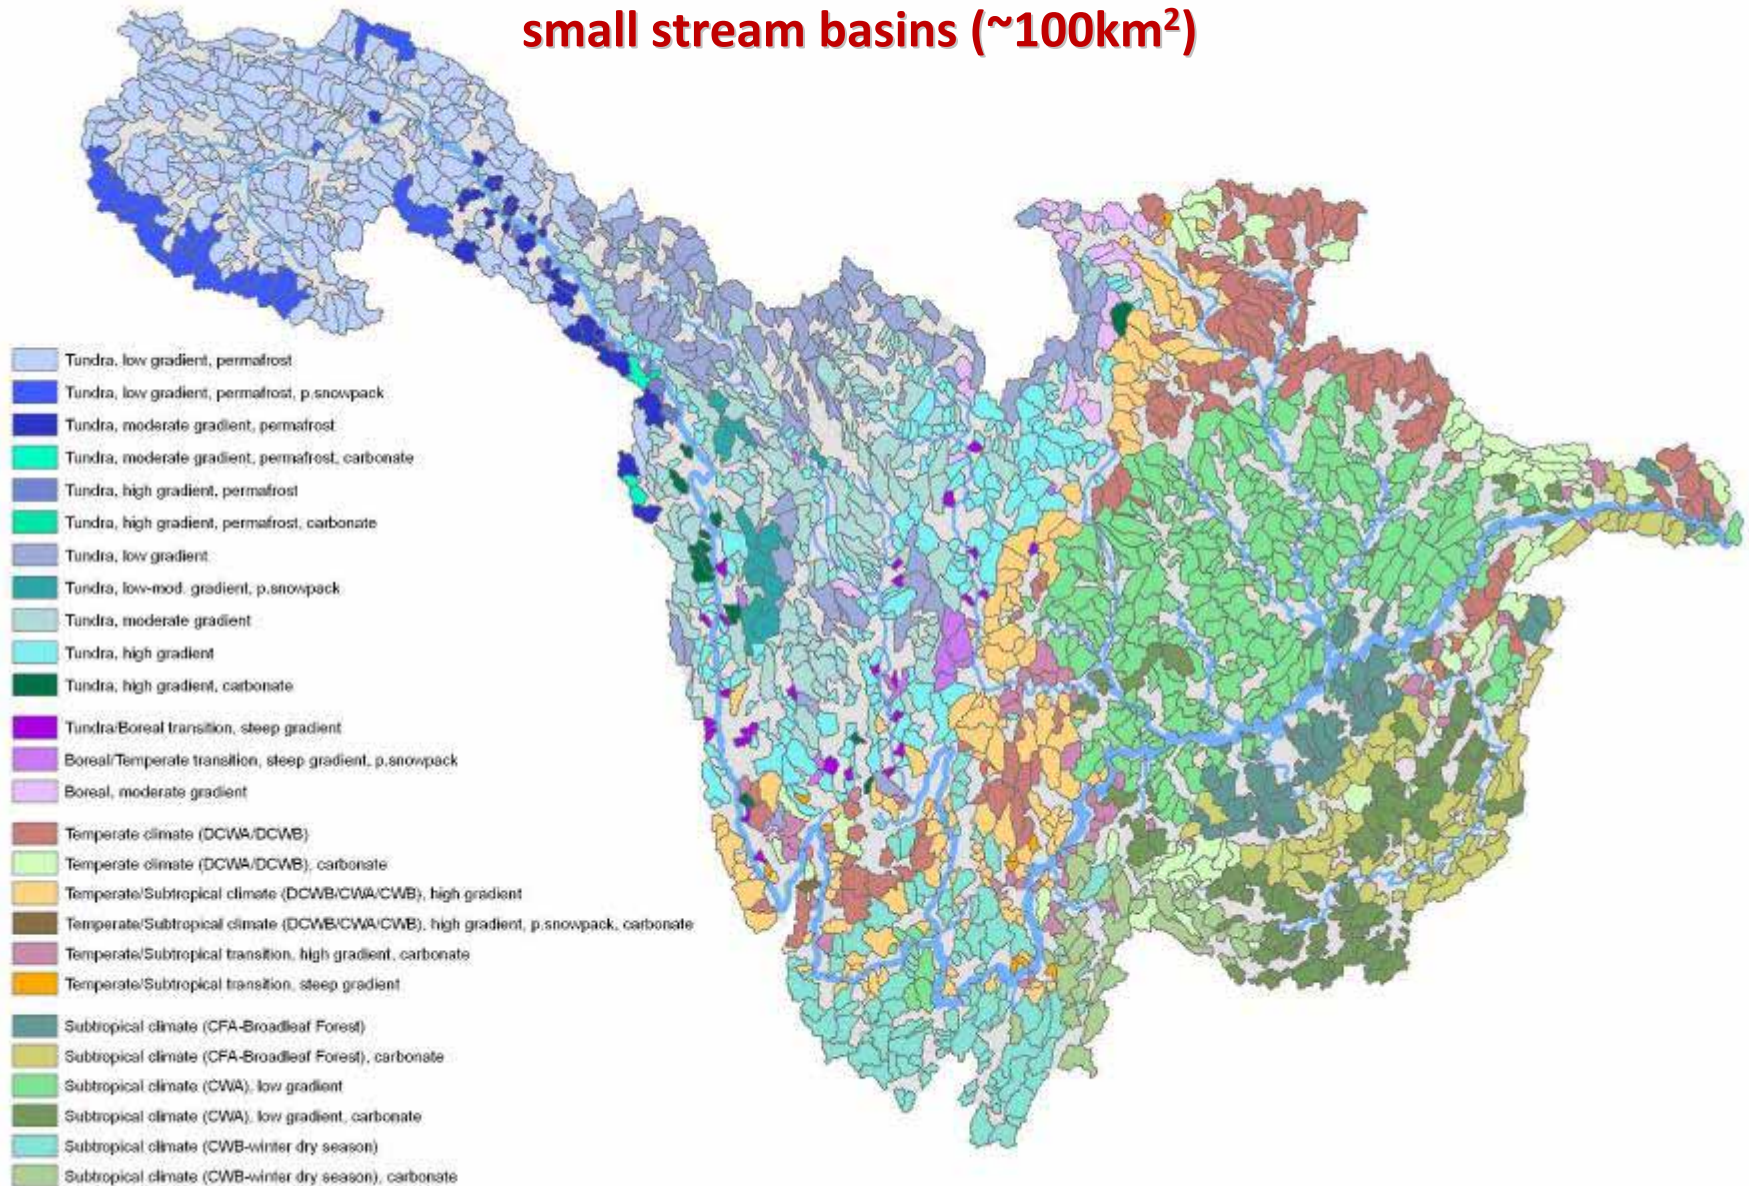 small stream basins (~100km²)
Tundra, low gradient, permafrost
Tundra, low gradient, permafrost, p.snowpack
Tundra, moderate gradient, permafrost
Tundra, moderate gradient, permafrost, carbonate
Tundra, high gradient, permafrost
Tundra, high gradient, permafrost, carbonate
Tundra, low gradient
Tundra, low-mod. gradient, p.snowpack
Tundra, moderate gradient
Tundra, high gradient
Tundra, high gradient, carbonate
Tundra/Boreal transition, steep gradient
Boreal/Temperate transition, steep gradient, p.snowpack
Boreal, moderate gradient
Temperate climate (DCWA/DCWB)
Temperate climate (DCWA/DCWB), carbonate
Temperate/Subtropical climate (DCWB/CWA/CWB), high gradient
Temperate/Subtropical climate (DCWB/CWA/CWB), high gradient, p.snowpack, carbonate
Temperate/Subtropical transition, high gradient, carbonate
Temperate/Subtropical transition, steep gradient
Subtropical climate (CFA-Broadleaf Forest)
Subtropical climate (CFA-Broadleaf Forest), carbonate
Subtropical climate (CWA), low gradient
Subtropical climate (CWA), low gradient, carbonate
Subtropical climate (CWB-winter dry season)
Subtropical climate (CWB-winter dry season), carbonate